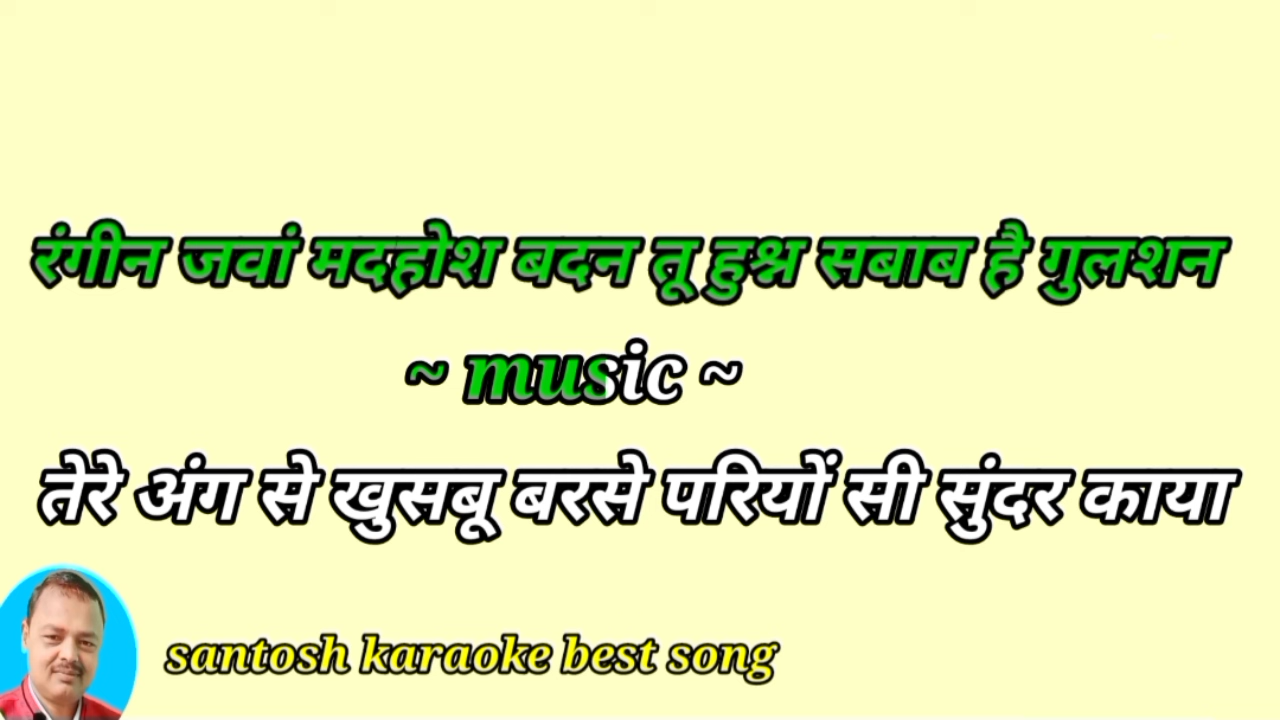 रंगीन जवां मदहोश बदन तू हुश्न सबाब है गुलशन
~ music ~
तेरे अंग से खुसबू बरसे परियों सी सुंदर काया
santosh karaoke best song